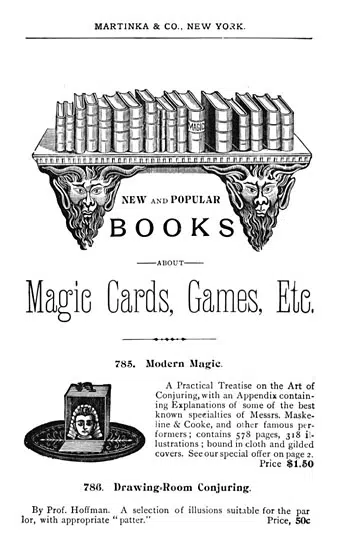 MARTINKA & CO., NEW YORK.
MAGIC
NEW AND POPULAR
BOOKS
ABOUT
Magic Cards, Games, Etc.
785. Modern Magic.
A Practical Treatise on the Art of
Conjuring, with an Appendix contain-
ing Explanations of some of the best
known specialties of Messrs. Maske-
line & Cooke, and other famous per-
formers; contains 578 pages, 318 il-
lustrations; bound in cloth and gilded
covers. See our special offer on page 2.
Price $1.50
786. Drawing-Room Conjuring.
By Prof. Hoffman. A selection of illusions suitable for the par
lor, with appropriate "patter." Price, 50c